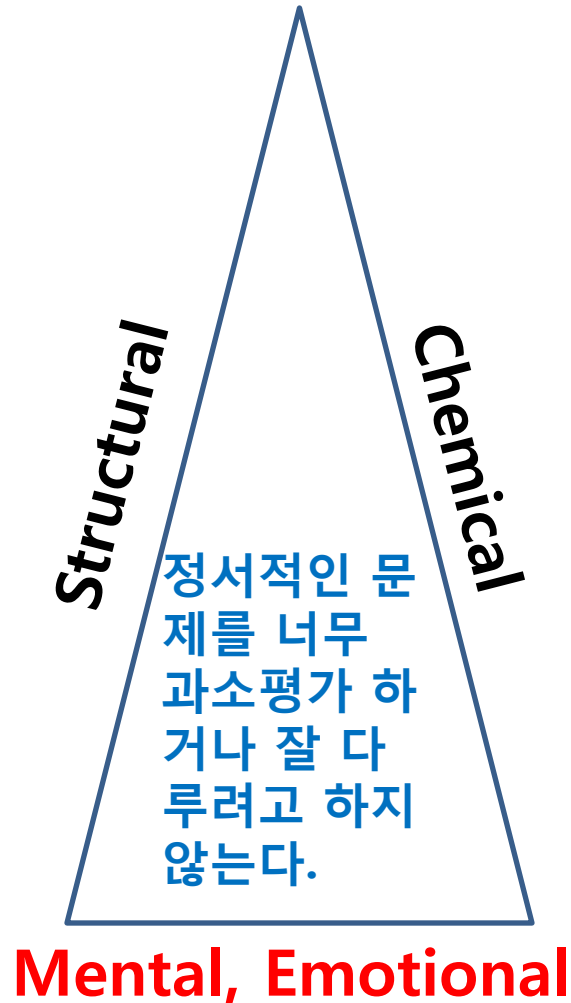 Structural
Chemical
정서적인 문
제를 너무
과소평가 하
거나 잘 다
루려고 하지
않는다.
Mental, Emotional